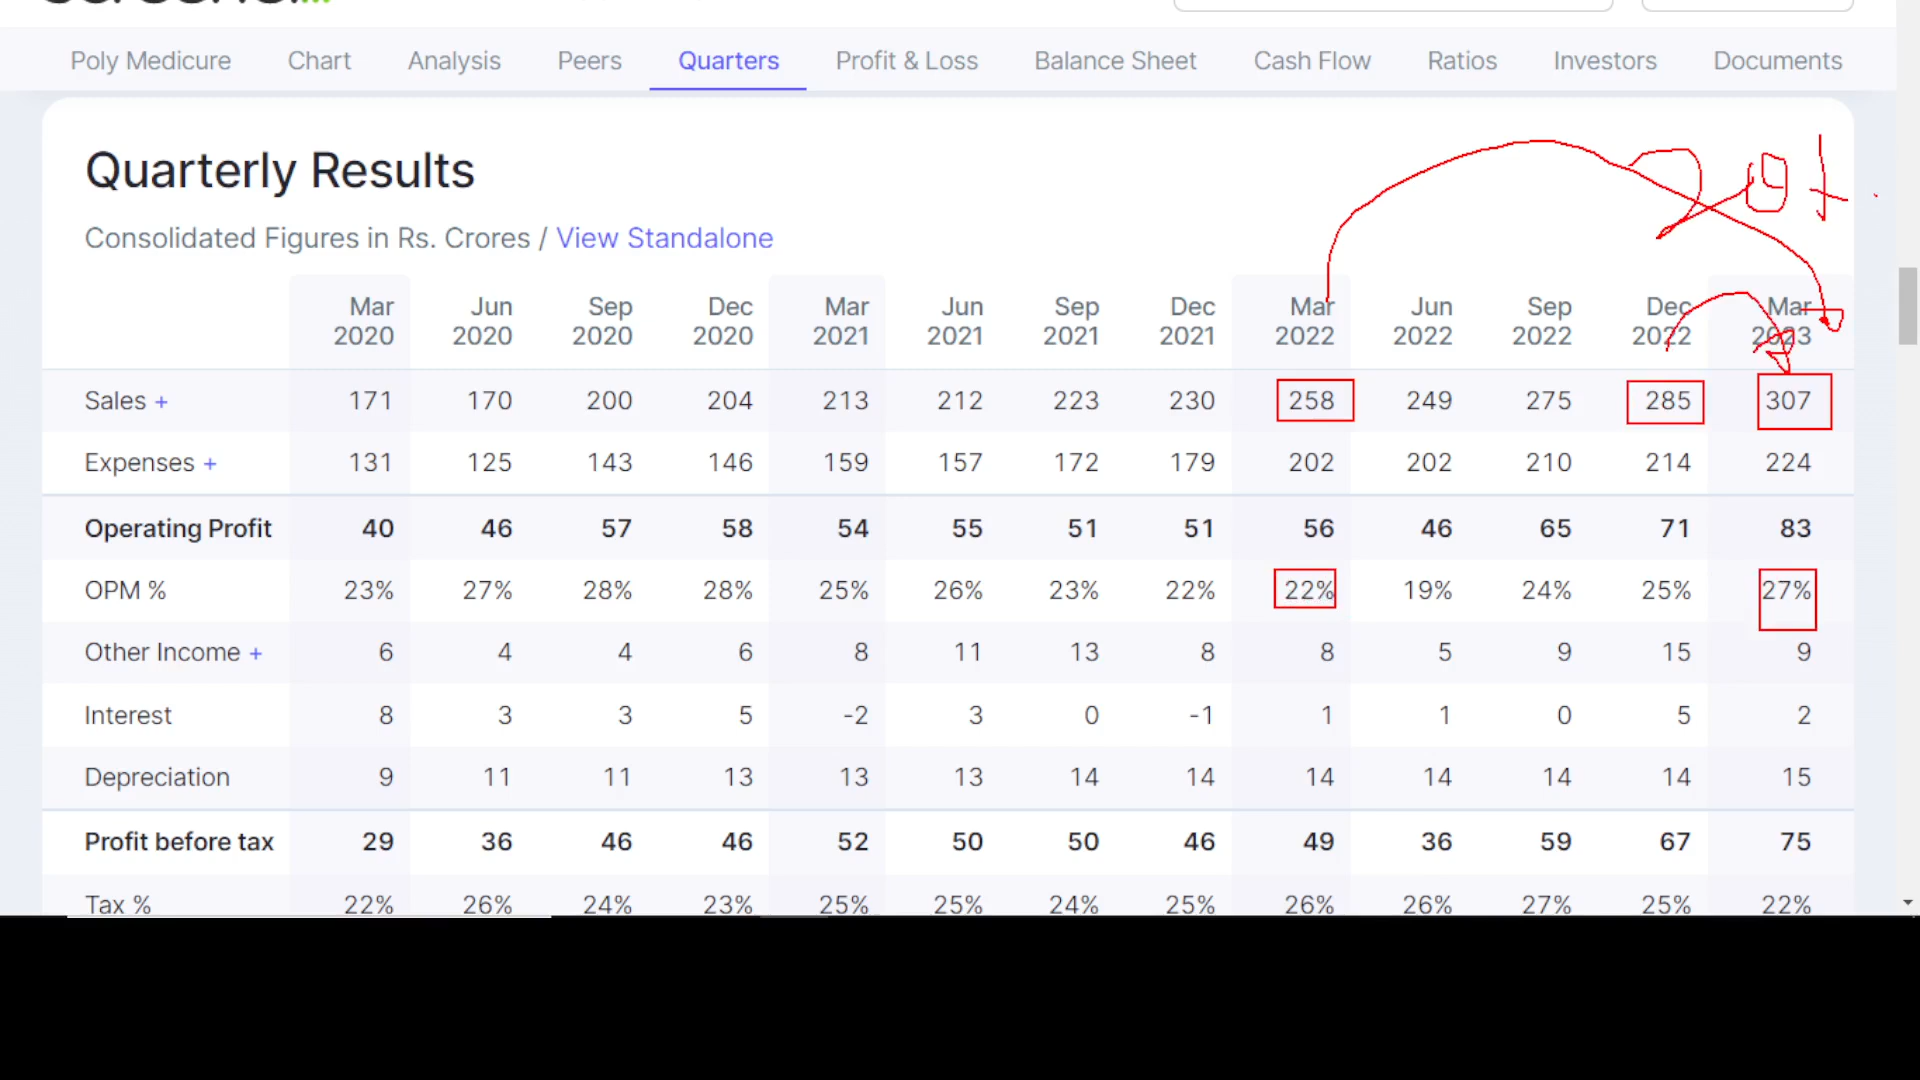 Poly Medicure Chart Analysis Peers Quarters Profit & Loss Balance Sheet Cash Flow Ratios Investors Documents
Quarterly Results
Consolidated Figures in Rs. Crores / View Standalone
Mar 2020 Jun 2020 Sep 2020 Dec 2020 Mar 2021 Jun 2021 Sep 2021 Dec 2021 Mar 2022 Jun 2022 Sep 2022 Dec 2022 Mar 2023
Sales + 171 170 200 204 213 212 223 230 258 249 275 285 307
Expenses + 131 125 143 146 159 157 172 179 202 202 210 214 224
Operating Profit 40 46 57 58 54 55 51 51 56 46 65 71 83
OPM % 23% 27% 28% 28% 25% 26% 23% 22% 22% 19% 24% 25% 27%
Other Income + 6 4 4 6 8 11 13 8 8 5 9 15 9
Interest 8 3 3 5 -2 3 0 -1 1 1 0 5 2
Depreciation 9 11 11 13 13 13 14 14 14 14 14 14 15
Profit before tax 29 36 46 46 52 50 50 46 49 36 59 67 75
Tax % 22% 26% 24% 23% 25% 25% 24% 25% 26% 26% 27% 25% 22%